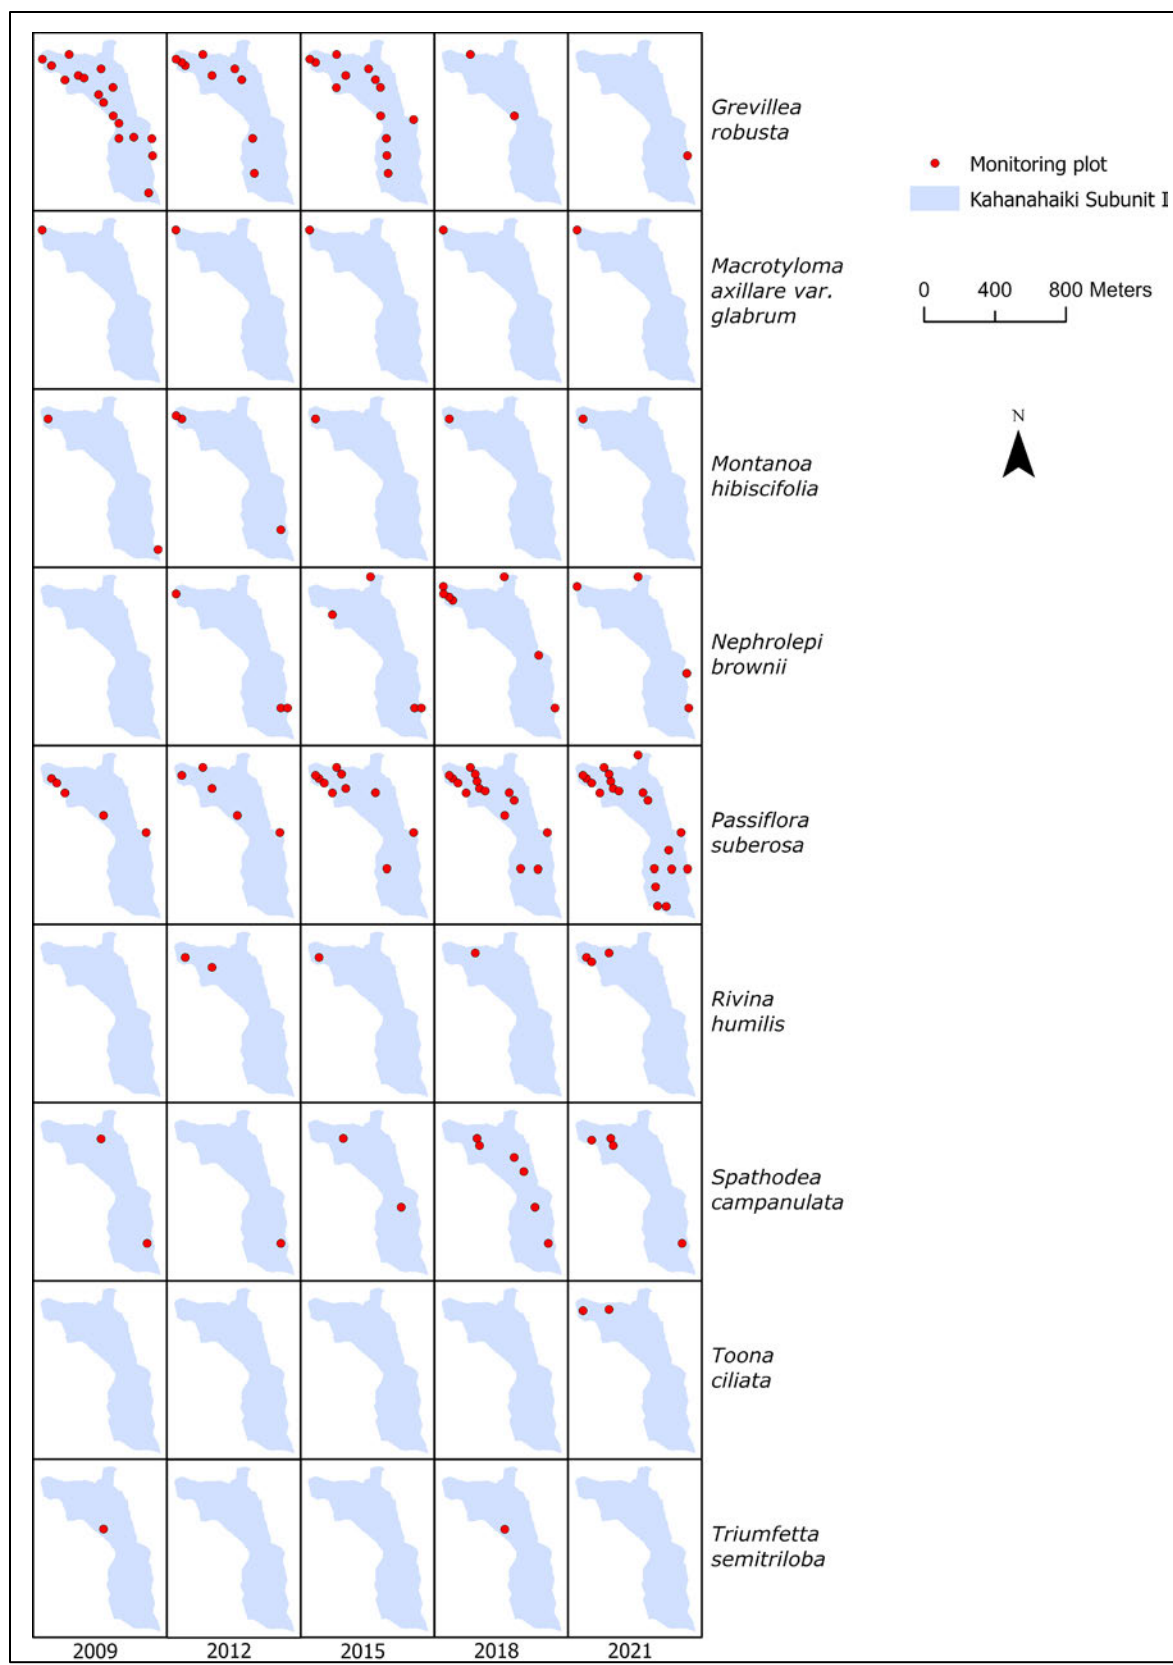 Grevillea
robusta
Monitoring plot
Kahanahaiki Subunit I
Macrotyloma
axillare var.
glabrum
0 400 800 Meters
N
Montanoa
hibiscifolia
Nephrolepi
brownii
Passiflora
suberosa
Rivina
humilis
Spathodea
campanulata
Toona
ciliata
Triumfetta
semitriloba
2009 2012 2015 2018 2021